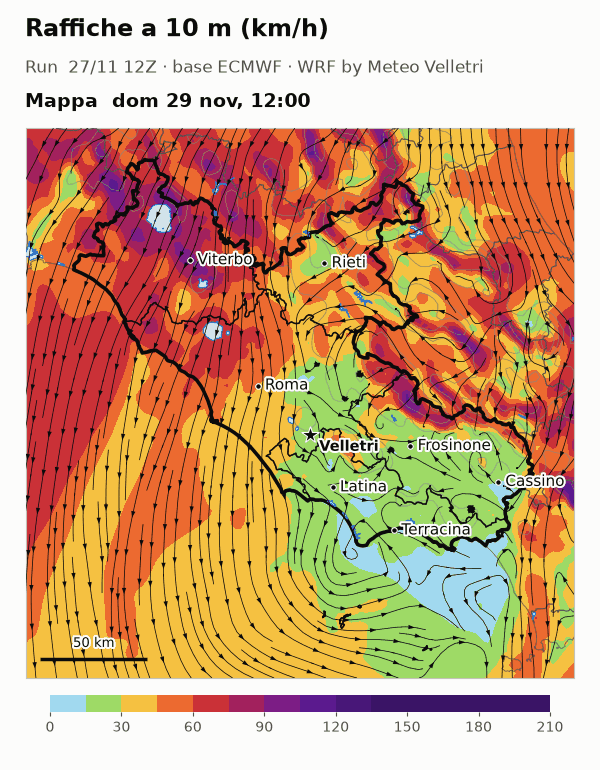 Raffiche a 10 m (km/h)
Run  27/11 12Z · base ECMWF · WRF by Meteo Velletri
Mappa  dom 29 nov, 12:00
Viterbo
Rieti
Roma
Velletri
Frosinone
Cassino
Latina
Terracina
50 km
0 30 60 90 120 150 180 210